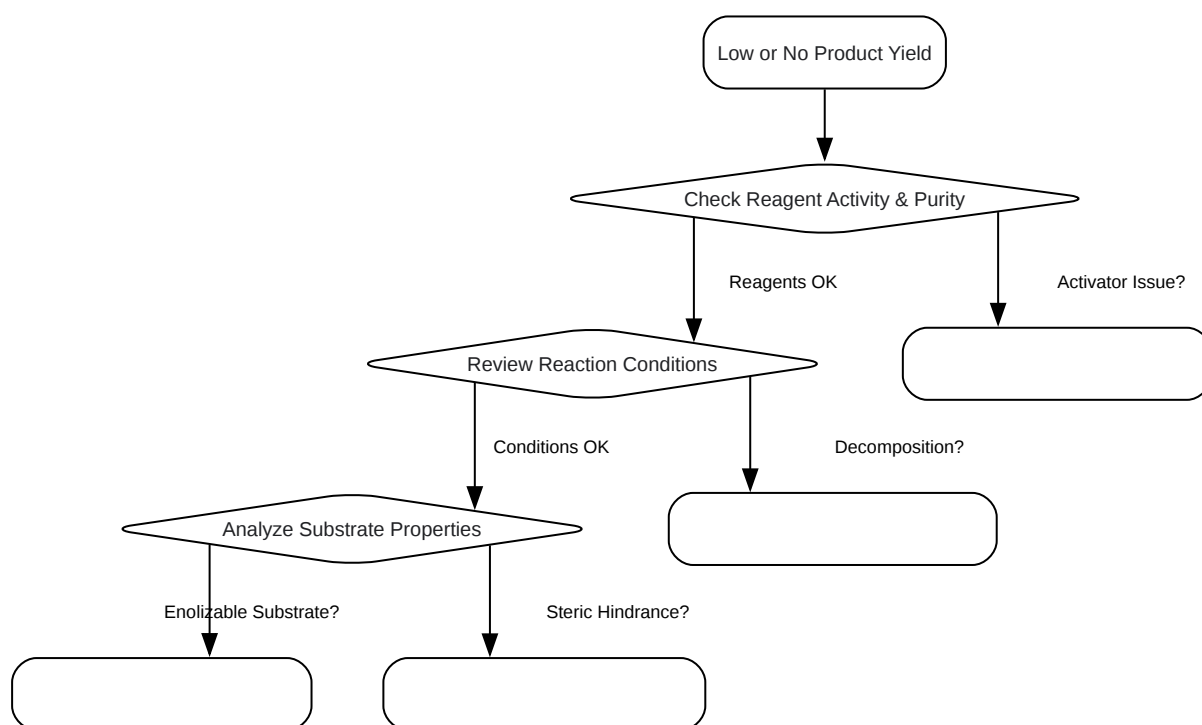 Low or No Product Yield
Check Reagent Activity & Purity
Reagents OK
Activator Issue?
Review Reaction Conditions
Conditions OK
Decomposition?
Analyze Substrate Properties
Enolizable Substrate?
Steric Hindrance?